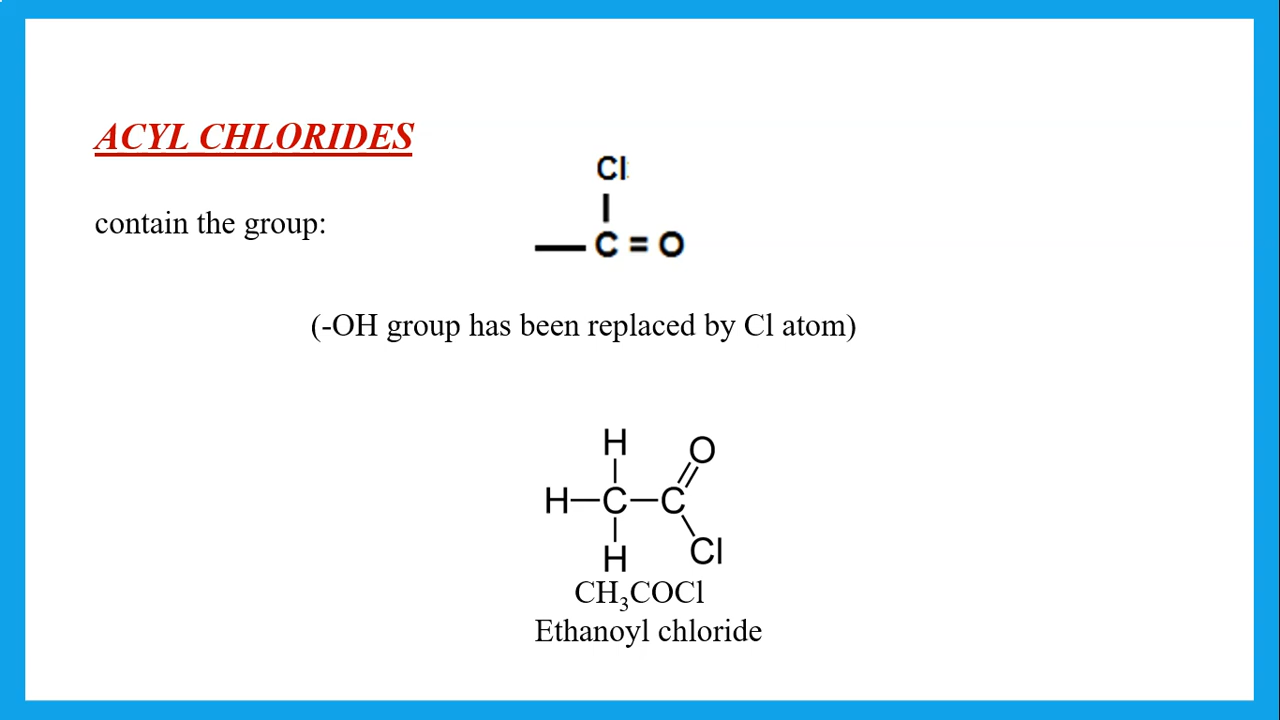 ACYL CHLORIDES
Cl
contain the group:
C = O
(-OH group has been replaced by Cl atom)
H
O
H C C
H
Cl
CH₃COCl
Ethanoyl chloride